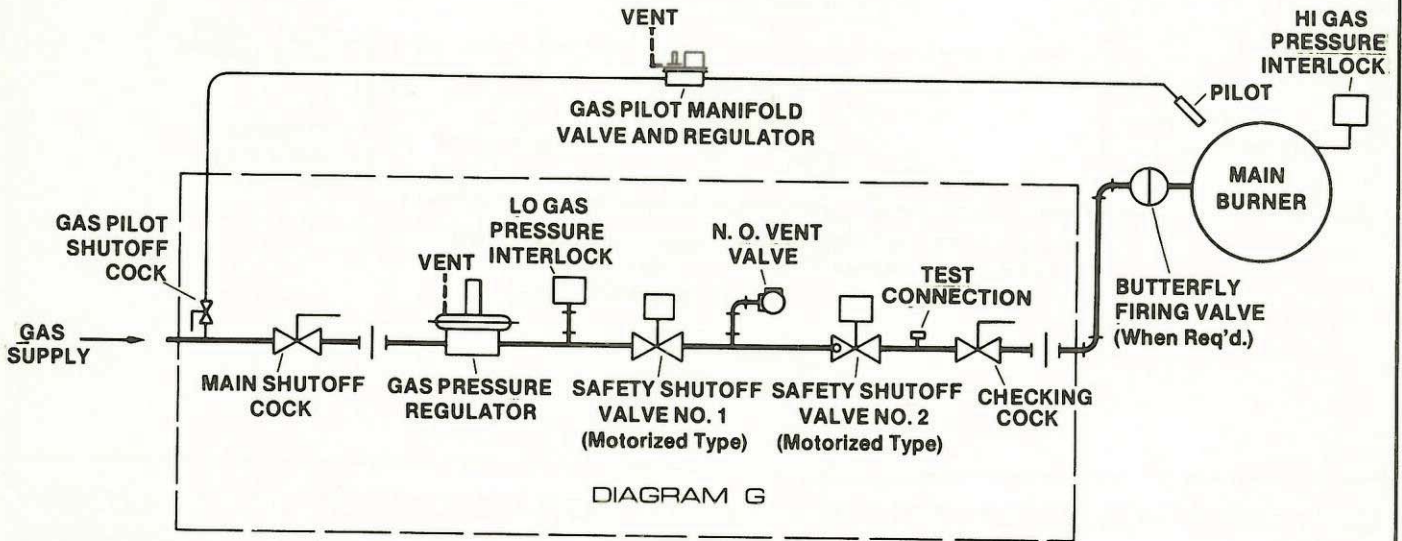 VENT
HI GAS
PRESSURE
INTERLOCK
PILOT
GAS PILOT MANIFOLD
VALVE AND REGULATOR
MAIN
BURNER
GAS PILOT
SHUTOFF
COCK
LO GAS
PRESSURE
INTERLOCK
VENT
N. O. VENT
VALVE
TEST
CONNECTION
BUTTERFLY
FIRING VALVE
(When Req'd.)
GAS
SUPPLY
MAIN SHUTOFF
COCK
GAS PRESSURE
REGULATOR
SAFETY SHUTOFF
VALVE NO. 1
(Motorized Type)
SAFETY SHUTOFF
VALVE NO. 2
(Motorized Type)
CHECKING
COCK
DIAGRAM G